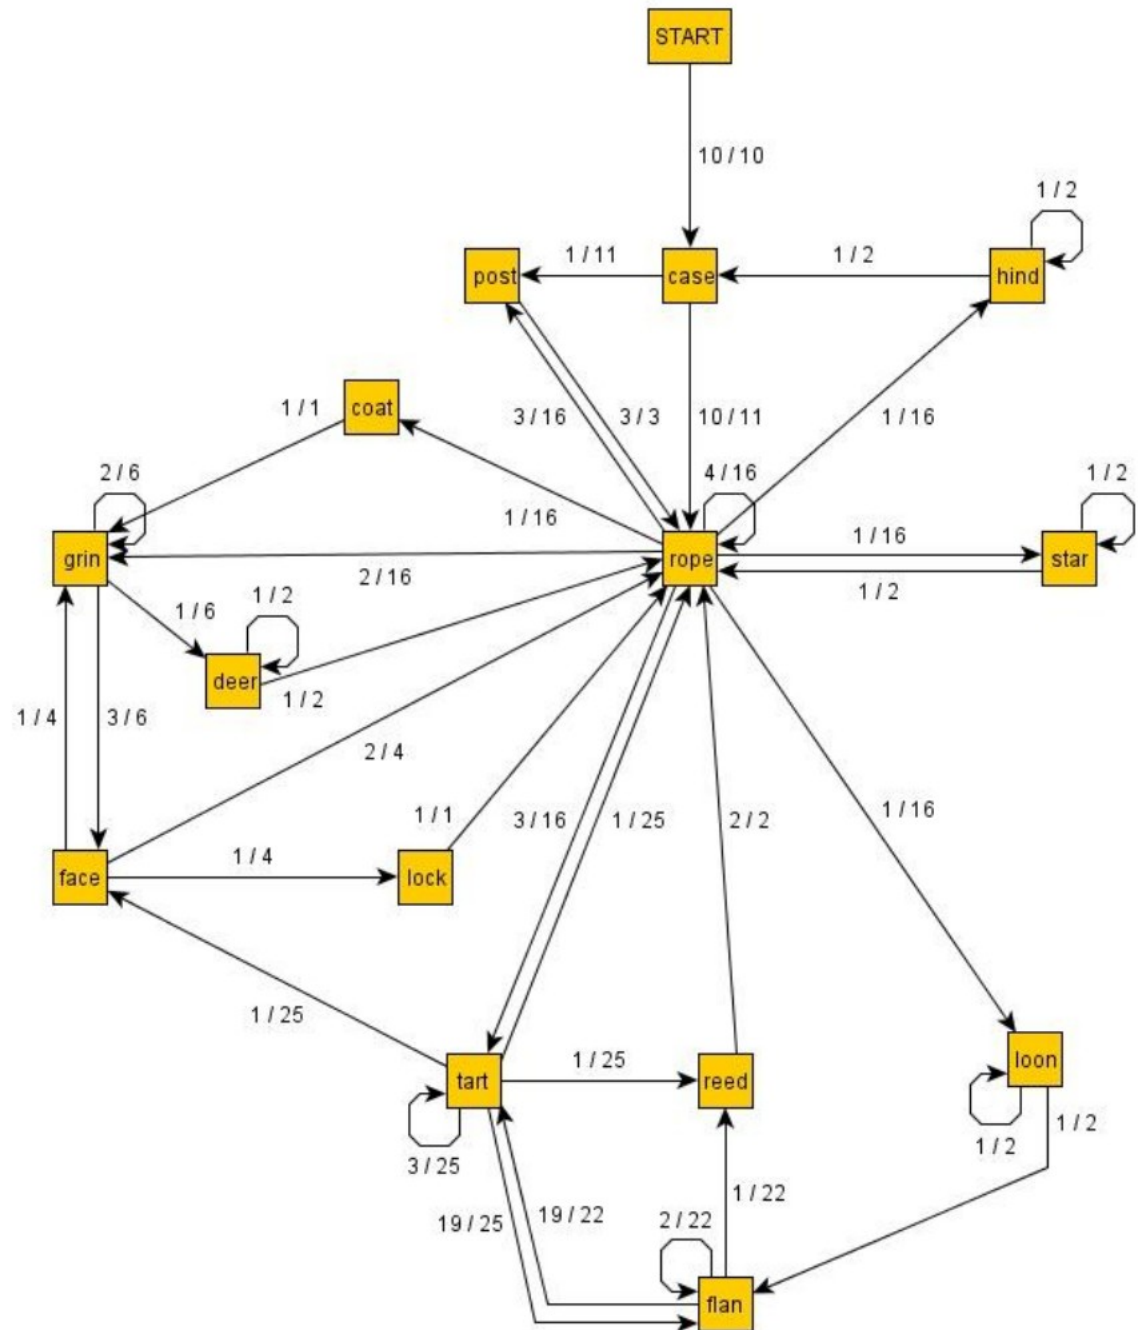 START
10 / 10
1 / 2
post
1 / 11
case
1 / 2
hind
1 / 1
coat
3 / 16
3 / 3
10 / 11
1 / 16
2 / 6
4 / 16
1 / 2
1 / 16
grin
rope
1 / 16
star
2 / 16
1 / 2
1 / 6
1 / 2
deer
1 / 2
1 / 4
3 / 6
2 / 4
1 / 1
3 / 16
1 / 25
2 / 2
1 / 16
face
1 / 4
lock
1 / 25
tart
1 / 25
reed
loon
3 / 25
1 / 2
1 / 2
19 / 25
19 / 22
2 / 22
1 / 22
flan